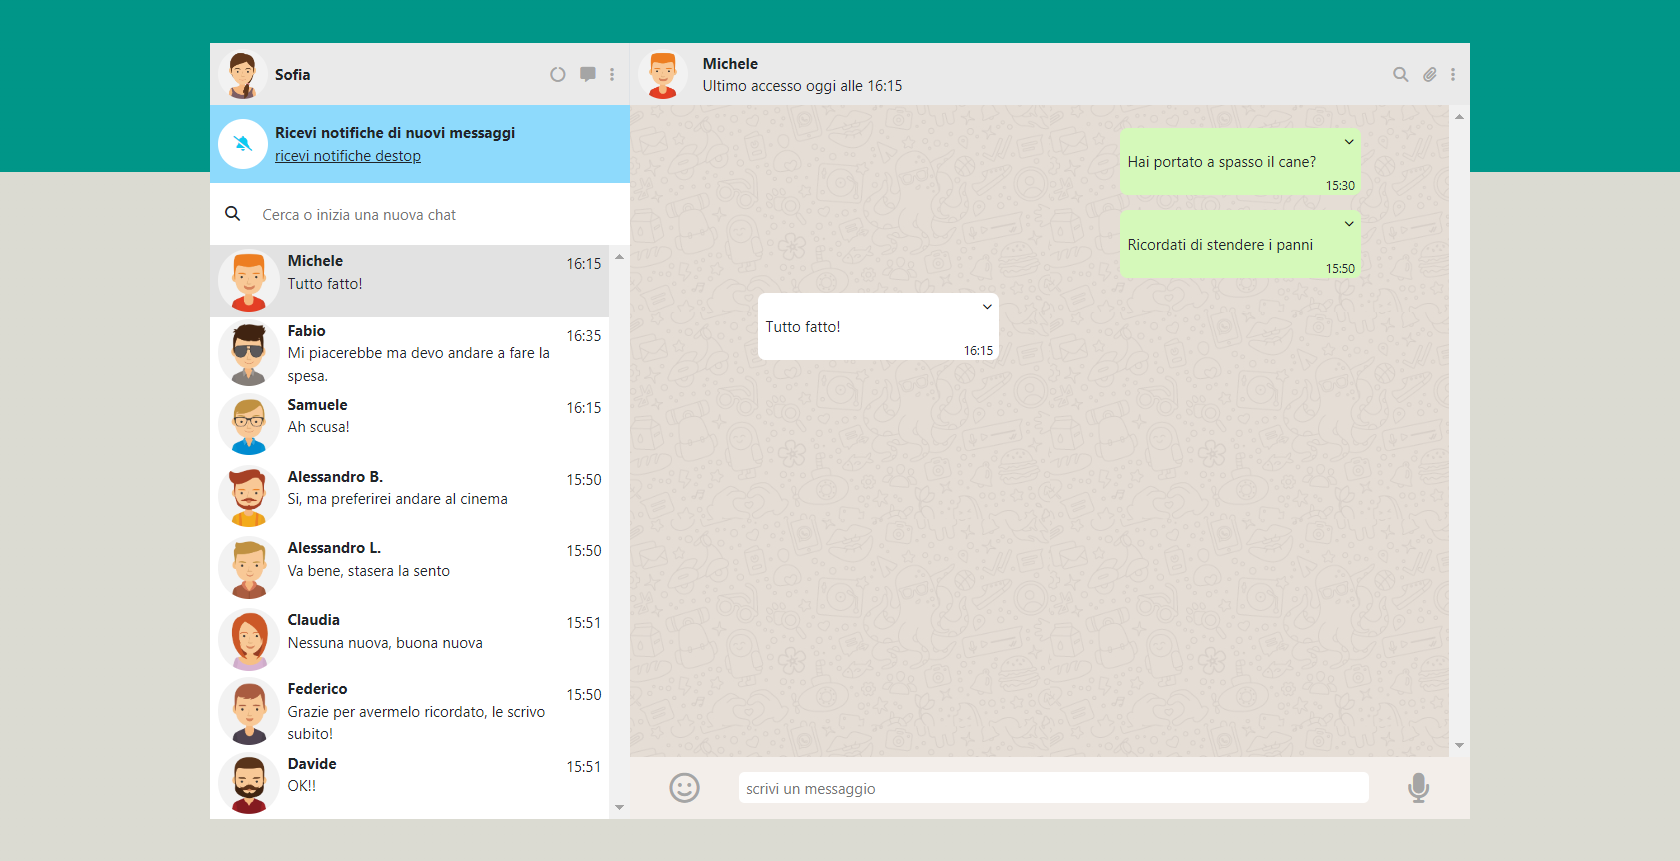 Sofia
Ricevi notifiche di nuovi messaggi
ricevi notifiche destop
Cerca o inizia una nuova chat
Michele
16:15
Tutto fatto!
Fabio
16:35
Mi piacerebbe ma devo andare a fare la
spesa.
Samuele
16:15
Ah scusa!
Alessandro B.
15:50
Si, ma preferirei andare al cinema
Alessandro L.
15:50
Va bene, stasera la sento
Claudia
15:51
Nessuna nuova, buona nuova
Federico
15:50
Grazie per avermelo ricordato, le scrivo
subito!
Davide
15:51
OK!!
Michele
Ultimo accesso oggi alle 16:15
Hai portato a spasso il cane?
15:30
Ricordati di stendere i panni
15:50
Tutto fatto!
16:15
scrivi un messaggio